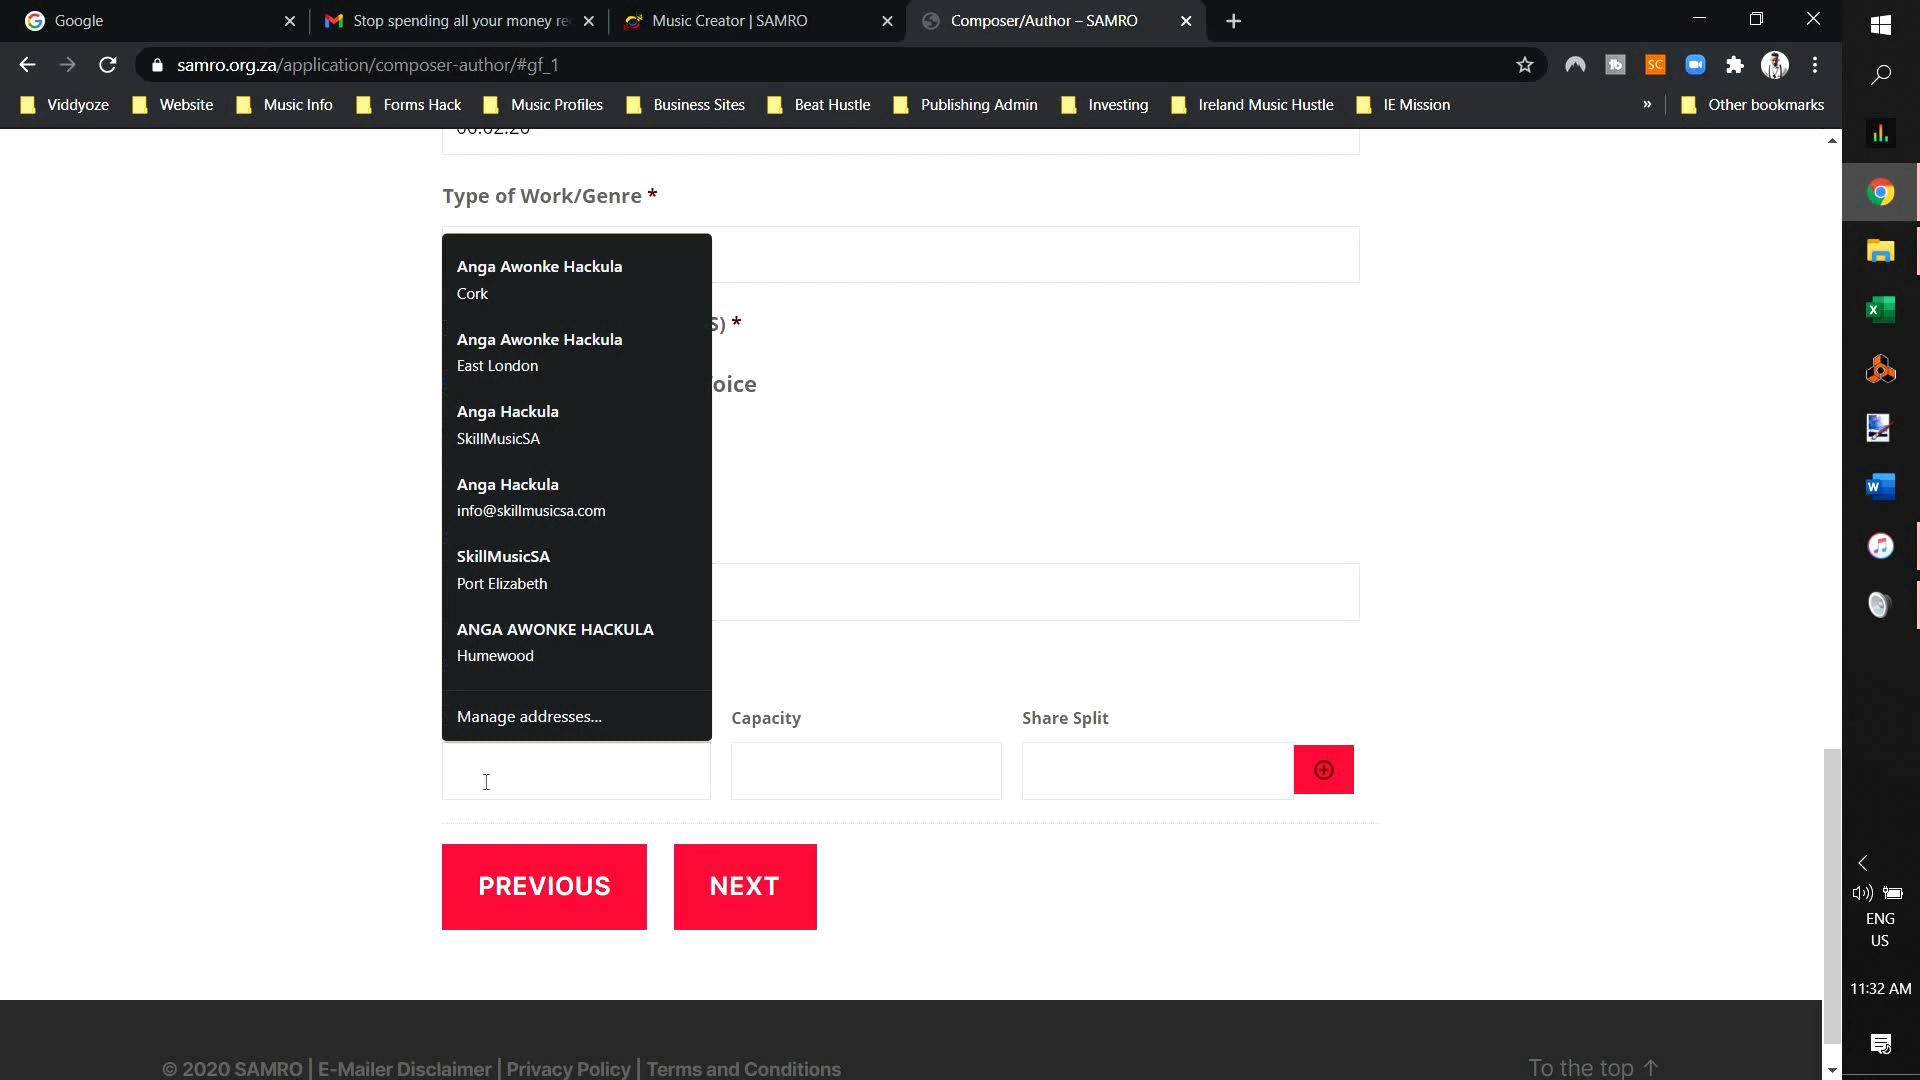 Google
Stop spending all your money re
Music Creator | SAMRO
Composer/Author – SAMRO
samro.org.za/application/composer-author/#gf_1
Viddyoze
Website
Music Info
Forms Hack
Music Profiles
Business Sites
Beat Hustle
Publishing Admin
Investing
Ireland Music Hustle
IE Mission
»
Other bookmarks
Type of Work/Genre *
Anga Awonke Hackula
Cork
Anga Awonke Hackula
East London
Anga Hackula
SkillMusicSA
Anga Hackula
info@skillmusicsa.com
SkillMusicSA
Port Elizabeth
ANGA AWONKE HACKULA
Humewood
Manage addresses...
S) *
oice
Capacity
Share Split
PREVIOUS
NEXT
© 2020 SAMRO | E-Mailer Disclaimer | Privacy Policy | Terms and Conditions
To the top ↑
ENG
US
11:32 AM